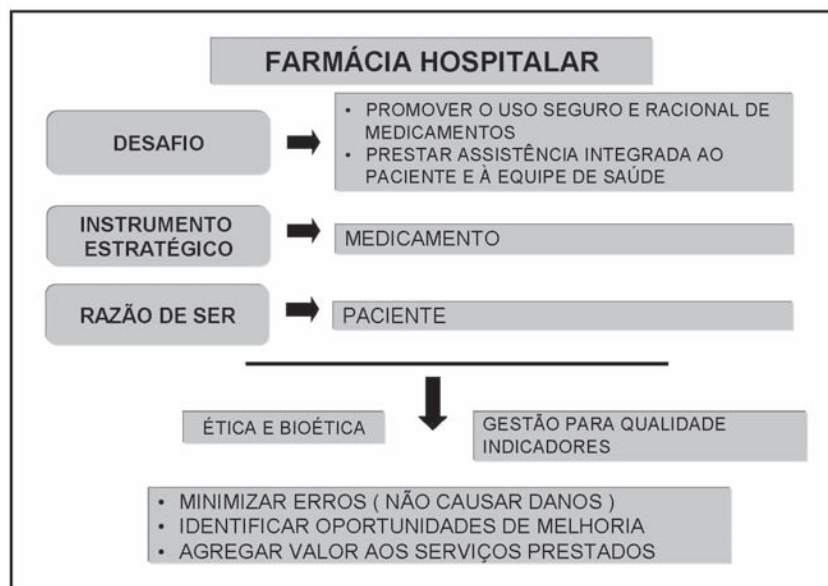 FARMÁCIA HOSPITALAR
DESAFIO
• PROMOVER O USO SEGURO E RACIONAL DE
MEDICAMENTOS
• PRESTAR ASSISTÊNCIA INTEGRADA AO
PACIENTE E À EQUIPE DE SAÚDE
INSTRUMENTO
ESTRATÉGICO
MEDICAMENTO
RAZÃO DE SER
PACIENTE
ÉTICA E BIOÉTICA
GESTÃO PARA QUALIDADE
INDICADORES
• MINIMIZAR ERROS ( NÃO CAUSAR DANOS )
• IDENTIFICAR OPORTUNIDADES DE MELHORIA
• AGREGAR VALOR AOS SERVIÇOS PRESTADOS